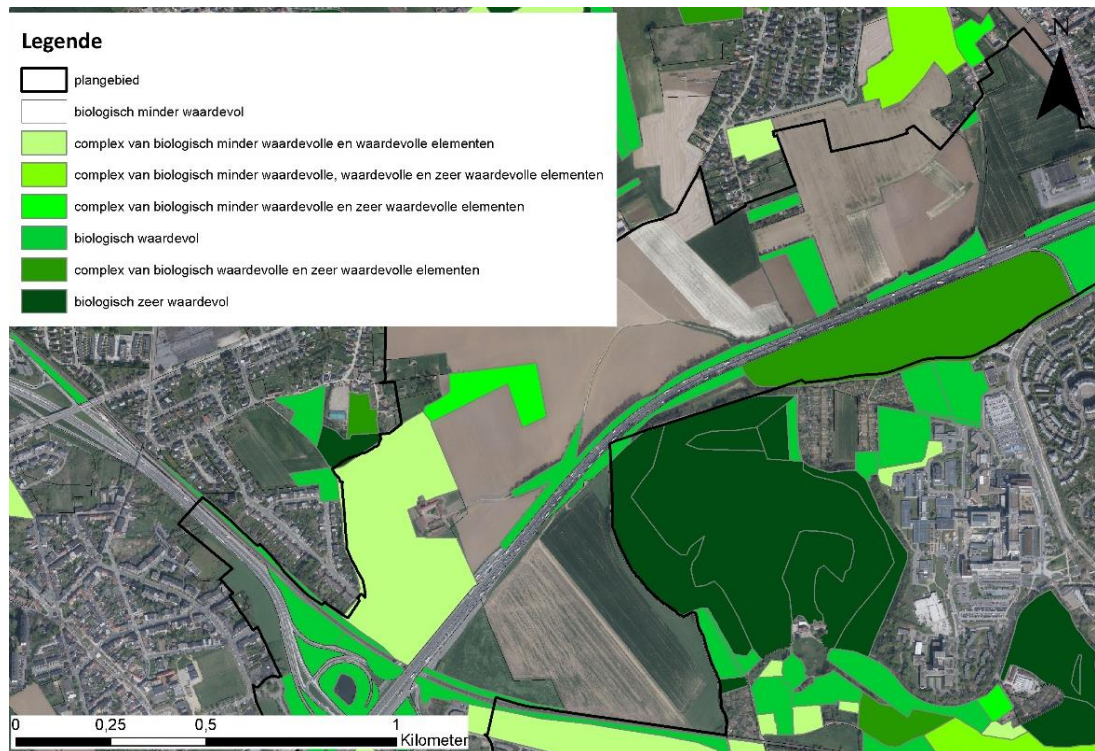 Legende
plangebied
biologisch minder waardevol
complex van biologisch minder waardevolle en waardevolle elementen
complex van biologisch minder waardevolle, waardevolle en zeer waardevolle elementen
complex van biologisch minder waardevolle en zeer waardevolle elementen
biologisch waardevol
complex van biologisch waardevolle en zeer waardevolle elementen
biologisch zeer waardevol
N
0 0,25 0,5 1
Kilometer